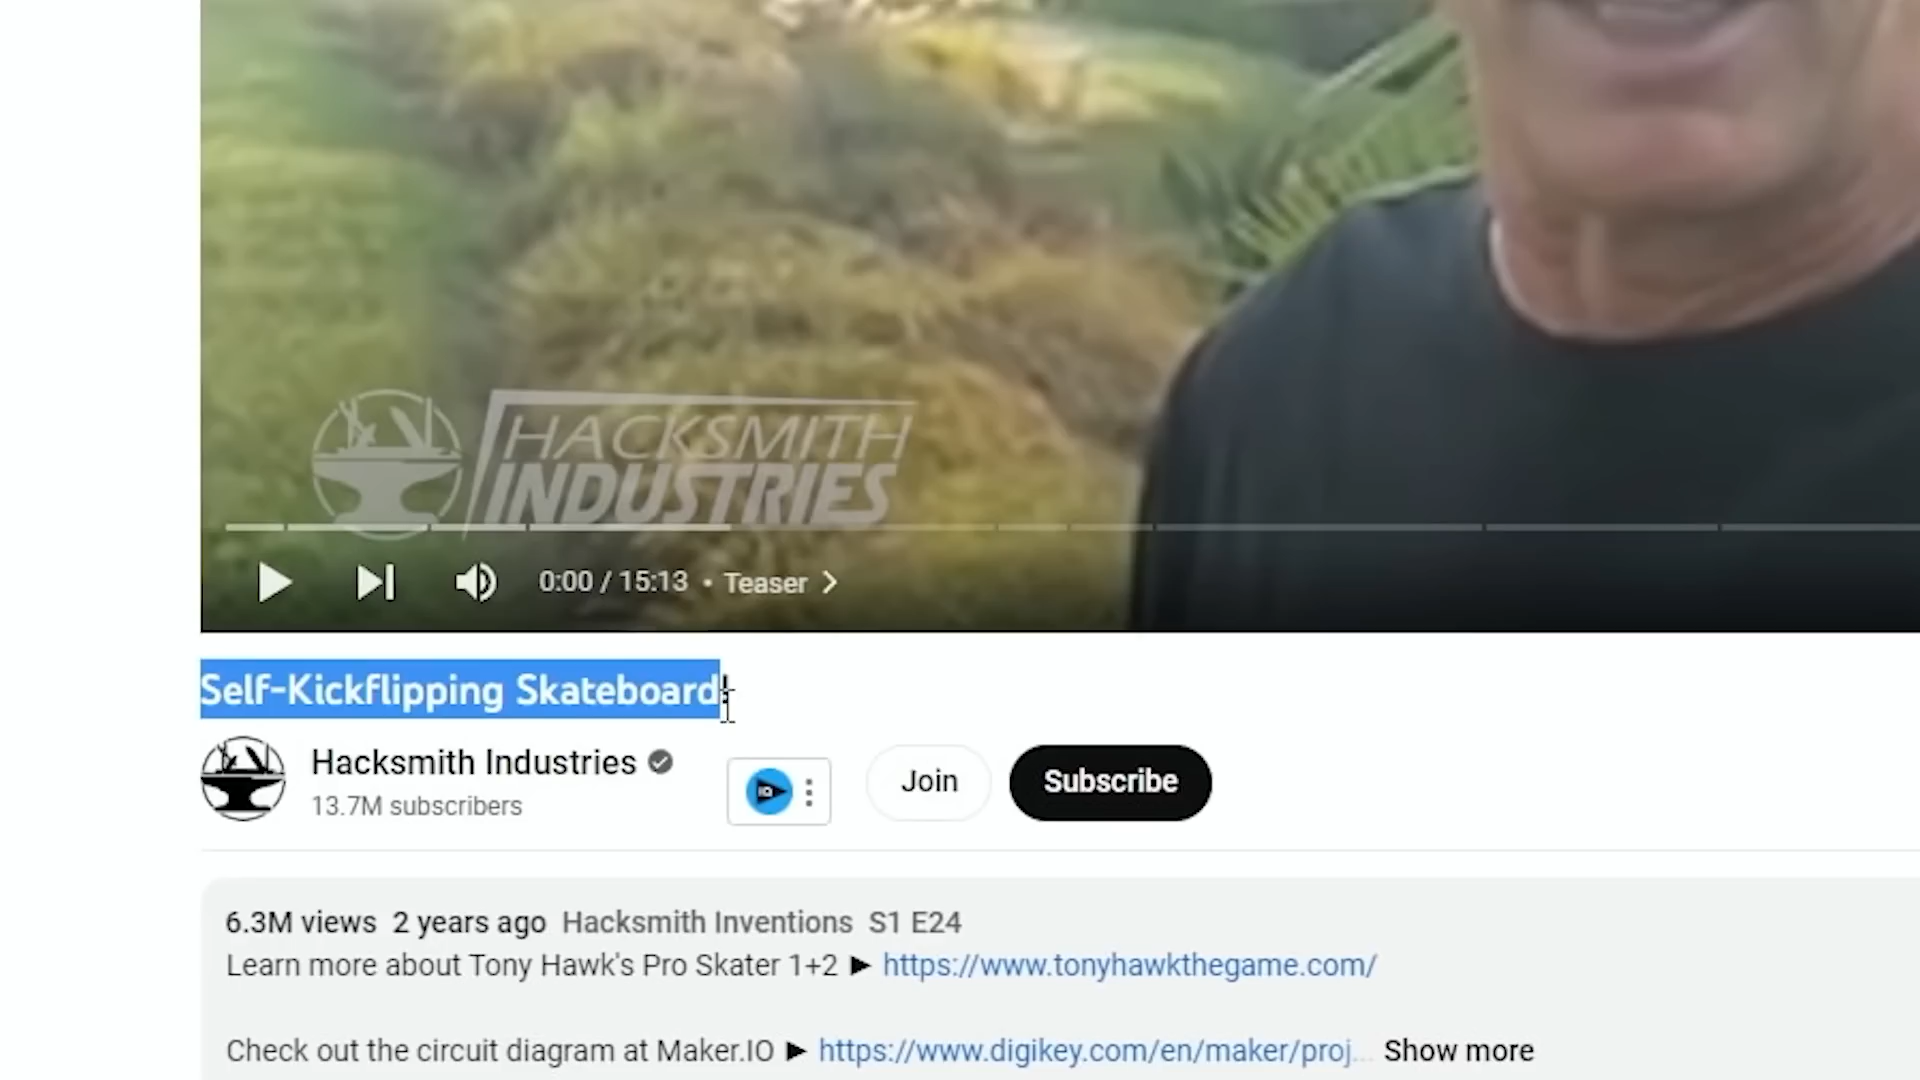 HACKSMITH
INDUSTRIES
0:00 / 15:13 • Teaser
Self-Kickflipping Skateboard!
Hacksmith Industries
13.7M subscribers
IQ
Join
Subscribe
6.3M views 2 years ago Hacksmith Inventions S1 E24
Learn more about Tony Hawk's Pro Skater 1+2 ► https://www.tonyhawkthegame.com/
Check out the circuit diagram at Maker.IO ► https://www.digikey.com/en/maker/proj... Show more